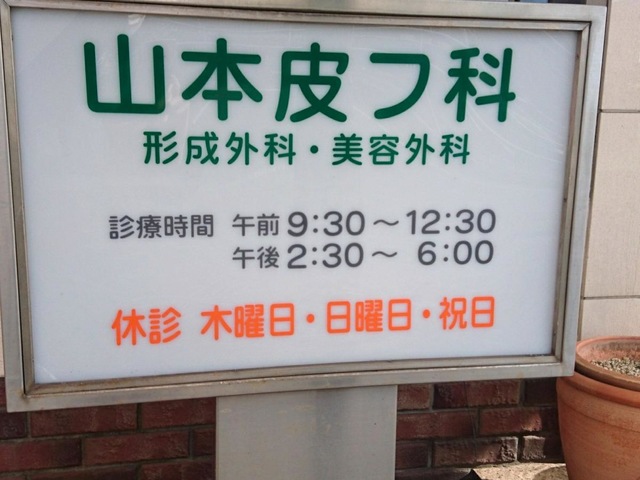 山本皮フ科
形成外科・美容外科
診療時間 午前 9:30～12:30
午後 2:30～ 6:00
休診 木曜日・日曜日・祝日